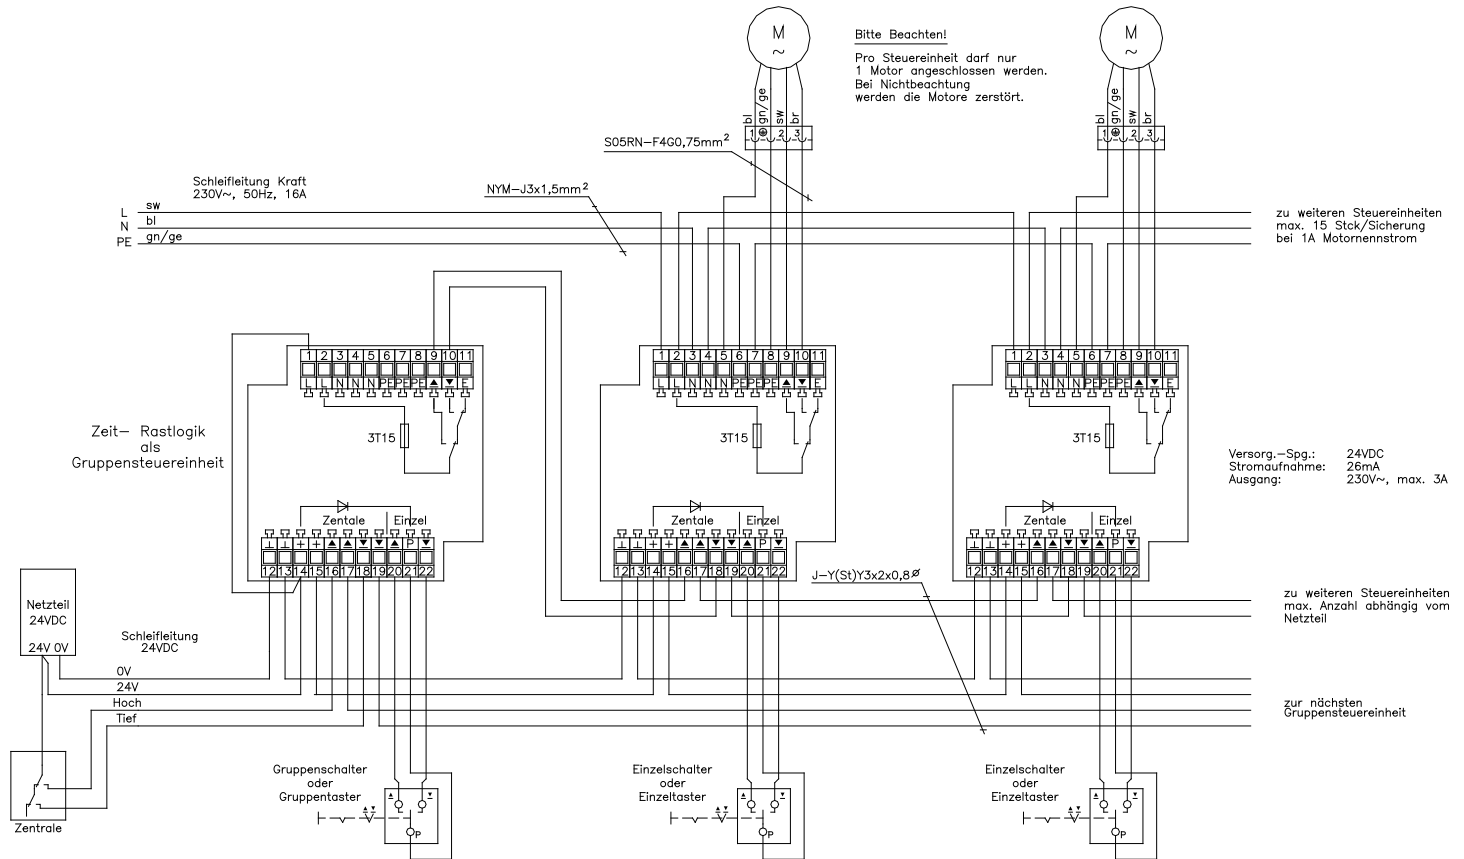 M
~
Bitte Beachten!
Pro Steuereinheit darf nur
1 Motor angeschlossen werden.
Bei Nichtbeachtung
werden die Motore zerstört.
M
~
bl
gn/ge
sw
br
1 2 3
bl
gn/ge
sw
br
1 2 3
S05RN-F4G0,75mm²
NYM-J3x1,5mm²
Schleifleitung Kraft
230V~, 50Hz, 16A
L sw
N bl
PE gn/ge
zu weiteren Steuereinheiten
max. 15 Stck/Sicherung
bei 1A Motornennstrom
1 2 3 4 5 6 7 8 9 10 11
L L N N N PE PE PE ▲ ▼ E
1 2 3 4 5 6 7 8 9 10 11
L L N N N PE PE PE ▲ ▼ E
1 2 3 4 5 6 7 8 9 10 11
L L N N N PE PE PE ▲ ▼ E
3T15
3T15
3T15
Zeit- Rastlogik
als
Gruppensteuereinheit
Versorg.-Spg.: 24VDC
Stromaufnahme: 26mA
Ausgang: 230V~, max. 3A
Zentale Einzel
Zentale Einzel
Zentale Einzel
⊥ ⊥ + + ▲ ▲ ▼ ▼ ▲ P ▼
12 13 14 15 16 17 18 19 20 21 22
⊥ ⊥ + + ▲ ▲ ▼ ▼ ▲ P ▼
12 13 14 15 16 17 18 19 20 21 22
⊥ ⊥ + + ▲ ▲ ▼ ▼ ▲ P ▼
12 13 14 15 16 17 18 19 20 21 22
J-Y(St)Y3x2x0,8ø
Netzteil
24VDC
24V 0V
Schleifleitung
24VDC
0V
24V
Hoch
Tief
zu weiteren Steuereinheiten
max. Anzahl abhängig vom
Netzteil
zur nächsten
Gruppensteuereinheit
Zentrale
Gruppenschalter
oder
Gruppentaster
P
Einzelschalter
oder
Einzeltaster
P
Einzelschalter
oder
Einzeltaster
P